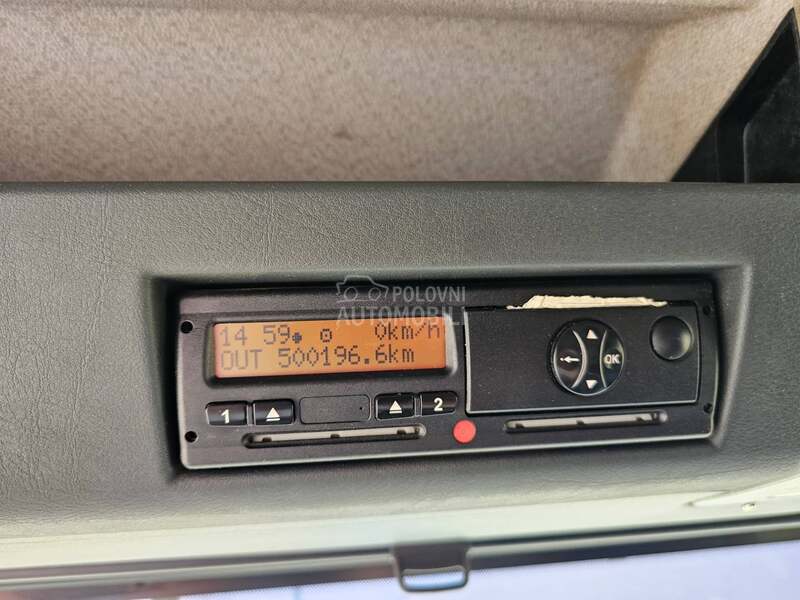 POLOVNI
AUTOMOBILI
14 59 0km/h
OUT 500196.6km
1 2
OK